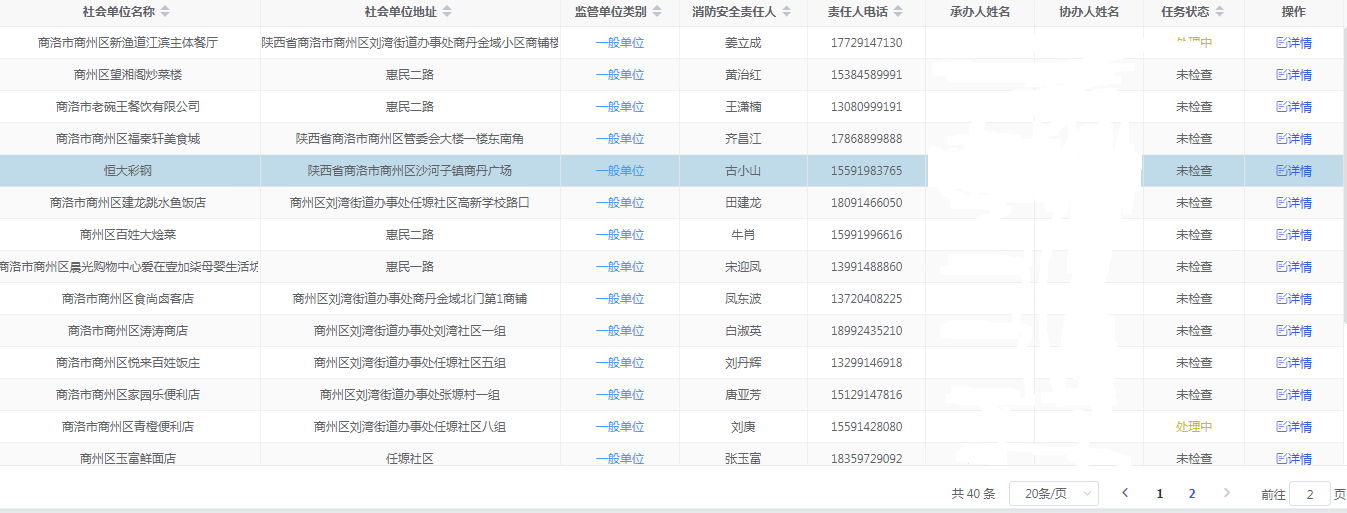 社会单位名称 社会单位地址 监管单位类别 消防安全责任人 责任人电话 承办人姓名 协办人姓名 任务状态 操作
商洛市商州区新渔道江滨主体餐厅 陕西省商洛市商州区刘湾街道办事处商丹金域小区商铺楼 一般单位 姜立成 17729147130 处理中 详情
商州区望湘阁炒菜楼 惠民二路 一般单位 黄治红 15384589991 未检查 详情
商洛市老碗王餐饮有限公司 惠民二路 一般单位 王潇楠 13080999191 未检查 详情
商洛市商州区福秦轩美食城 陕西省商洛市商州区管委会大楼一楼东南角 一般单位 齐昌江 17868899888 未检查 详情
恒大彩钢 陕西省商洛市商州区沙河子镇商丹广场 一般单位 古小山 15591983765 未检查 详情
商洛市商州区建龙跳水鱼饭店 商州区刘湾街道办事处任塬社区高新学校路口 一般单位 田建龙 18091466050 未检查 详情
商州区百姓大烩菜 惠民二路 一般单位 牛肖 15991996616 未检查 详情
商洛市商州区晨光购物中心爱在壹加柒母婴生活坊 惠民一路 一般单位 宋迎凤 13991488860 未检查 详情
商洛市商州区食尚卤客店 商州区刘湾街道办事处商丹金域北门第1商铺 一般单位 凤东波 13720408225 未检查 详情
商洛市商州区涛涛商店 商州区刘湾街道办事处刘湾社区一组 一般单位 白淑英 18992435210 未检查 详情
商洛市商州区悦来百姓饭庄 商州区刘湾街道办事处任塬社区五组 一般单位 刘丹辉 13299146918 未检查 详情
商洛市商州区家园乐便利店 商州区刘湾街道办事处张塬村一组 一般单位 唐亚芳 15129147816 未检查 详情
商洛市商州区青橙便利店 商州区刘湾街道办事处任塬社区八组 一般单位 刘庚 15591428080 处理中 详情
商州区玉富鲜面店 任塬社区 一般单位 张玉富 18359729092 未检查 详情
共 40 条 20条/页 1 2 前往 2 页